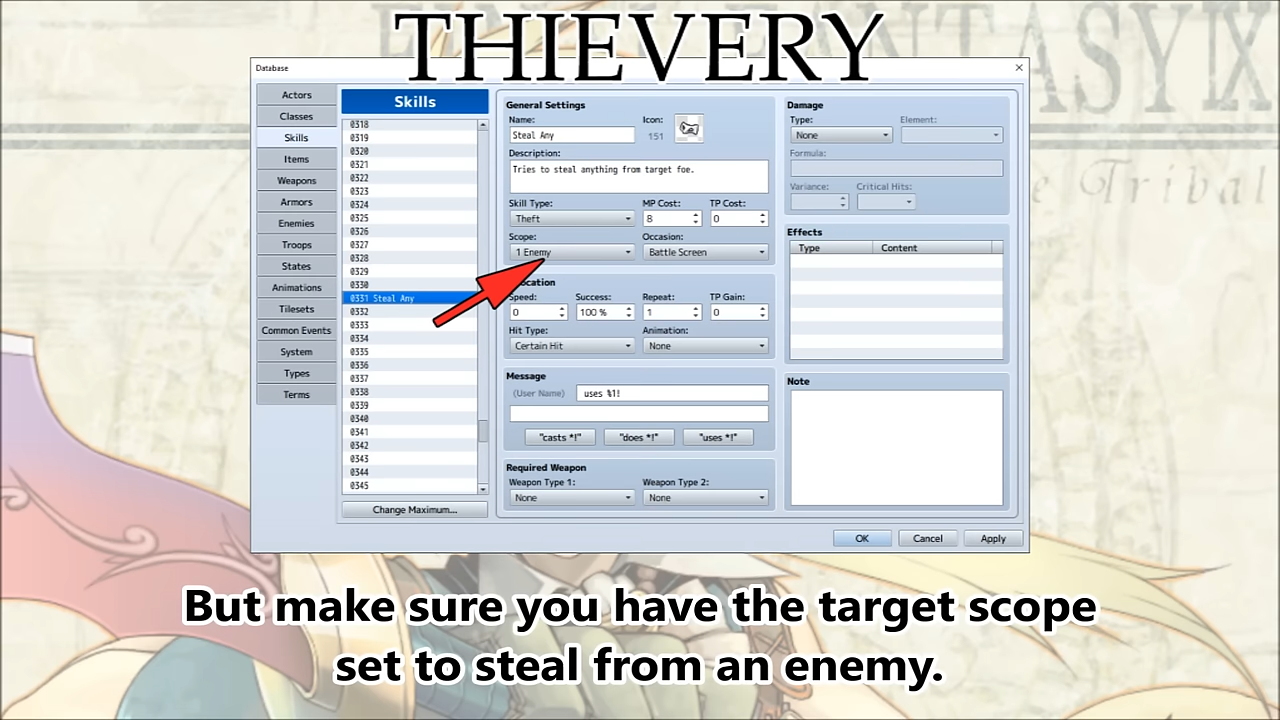 THIEVERY
Database
Actors
Classes
Skills
Items
Weapons
Armors
Enemies
Troops
States
Animations
Tilesets
Common Events
System
Types
Terms
Skills
0318
0319
0320
0321
0322
0323
0324
0325
0326
0327
0328
0329
0330
0331 Steal Any
0332
0333
0334
0335
0336
0337
0338
0339
0340
0341
0342
0343
0344
0345
Change Maximum...
General Settings
Name: Icon:
Steal Any 151
Description:
Tries to steal anything from target foe.
Skill Type: MP Cost: TP Cost:
Theft 8 0
Scope: Occasion:
1 Enemy Battle Screen
Speed: Success: Repeat: TP Gain:
0 100 % 1 0
Hit Type: Animation:
Certain Hit None
Message
(User Name) uses %1!
"casts *!" "does *!" "uses *!"
Required Weapon
Weapon Type 1: Weapon Type 2:
None None
Damage
Type: Element:
None
Formula:
Variance: Critical Hits:
Effects
Type Content
Note
OK Cancel Apply
But make sure you have the target scope
set to steal from an enemy.